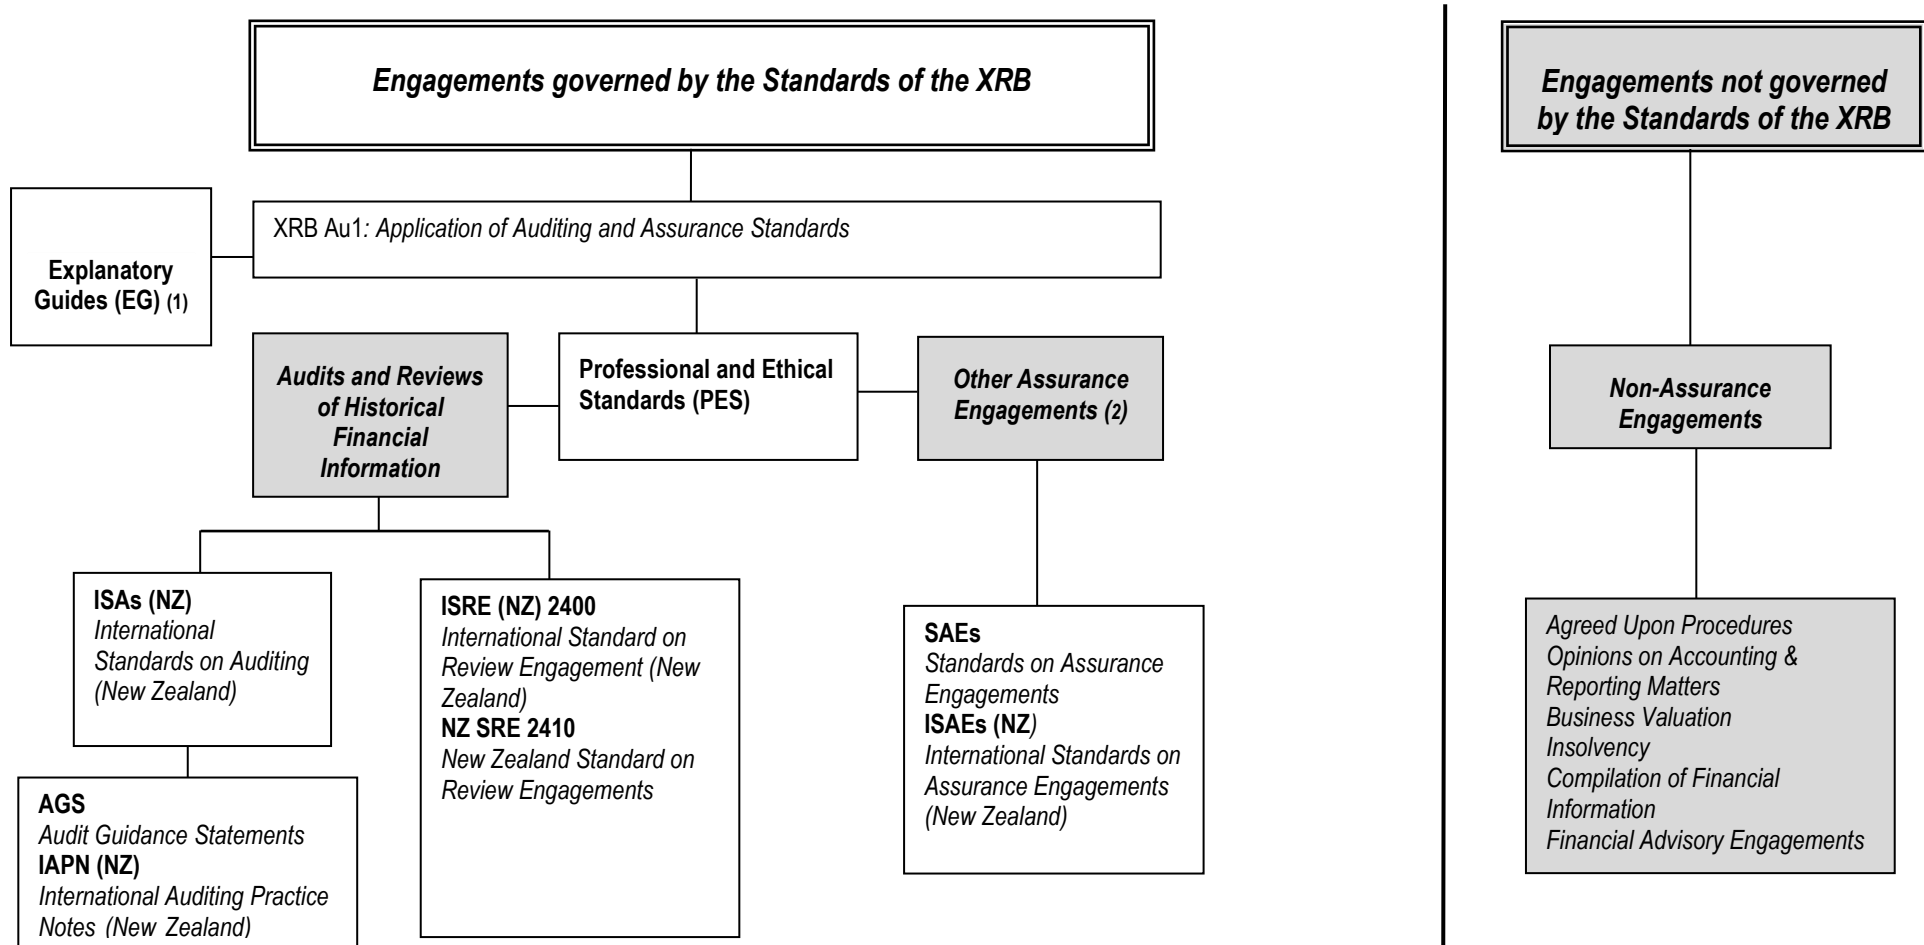 Engagements governed by the Standards of the XRB
Engagements not governed
by the Standards of the XRB
XRB Au1: Application of Auditing and Assurance Standards
Explanatory
Guides (EG) (1)
Audits and Reviews
of Historical
Financial
Information
Professional and Ethical
Standards (PES)
Other Assurance
Engagements (2)
Non-Assurance
Engagements
ISAs (NZ)
International
Standards on Auditing
(New Zealand)
ISRE (NZ) 2400
International Standard on
Review Engagement (New
Zealand)
NZ SRE 2410
New Zealand Standard on
Review Engagements
SAEs
Standards on Assurance
Engagements
ISAEs (NZ)
International Standards on
Assurance Engagements
(New Zealand)
Agreed Upon Procedures
Opinions on Accounting &
Reporting Matters
Business Valuation
Insolvency
Compilation of Financial
Information
Financial Advisory Engagements
AGS
Audit Guidance Statements
IAPN (NZ)
International Auditing Practice
Notes (New Zealand)